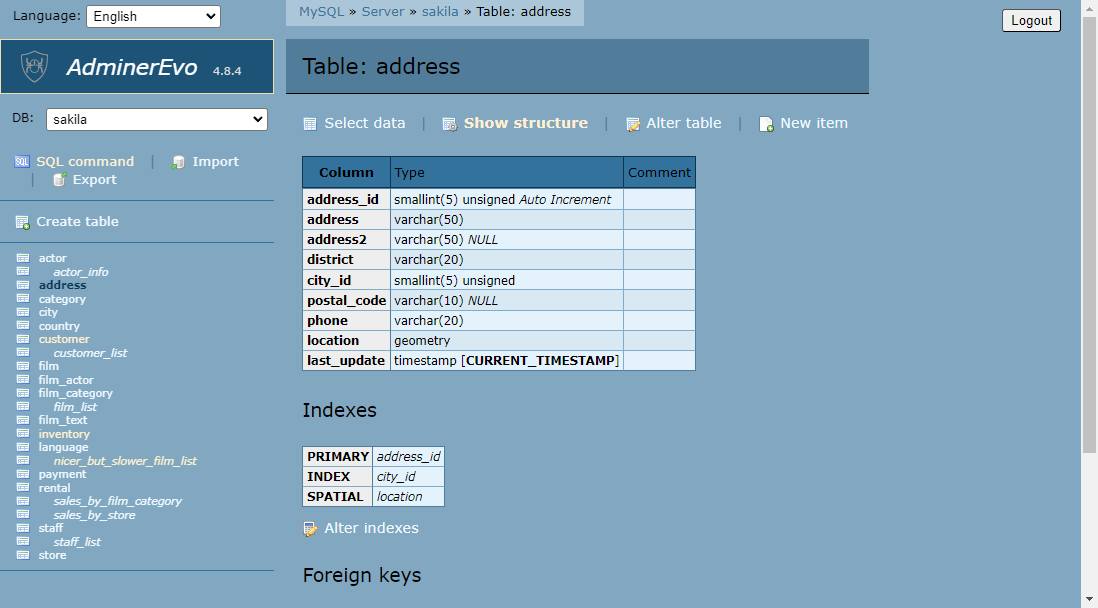 Language: English
MySQL » Server » sakila » Table: address
Logout
AdminerEvo 4.8.4
Table: address
DB: sakila
Select data | Show structure | Alter table | New item
SQL SQL command | Import
| Export
Create table
actor
actor_info
address
category
city
country
customer
customer_list
film
film_actor
film_category
film_list
film_text
inventory
language
nicer_but_slower_film_list
payment
rental
sales_by_film_category
sales_by_store
staff
staff_list
store
Column Type Comment
address_id smallint(5) unsigned Auto Increment
address varchar(50)
address2 varchar(50) NULL
district varchar(20)
city_id smallint(5) unsigned
postal_code varchar(10) NULL
phone varchar(20)
location geometry
last_update timestamp [CURRENT_TIMESTAMP]
Indexes
PRIMARY address_id
INDEX city_id
SPATIAL location
Alter indexes
Foreign keys